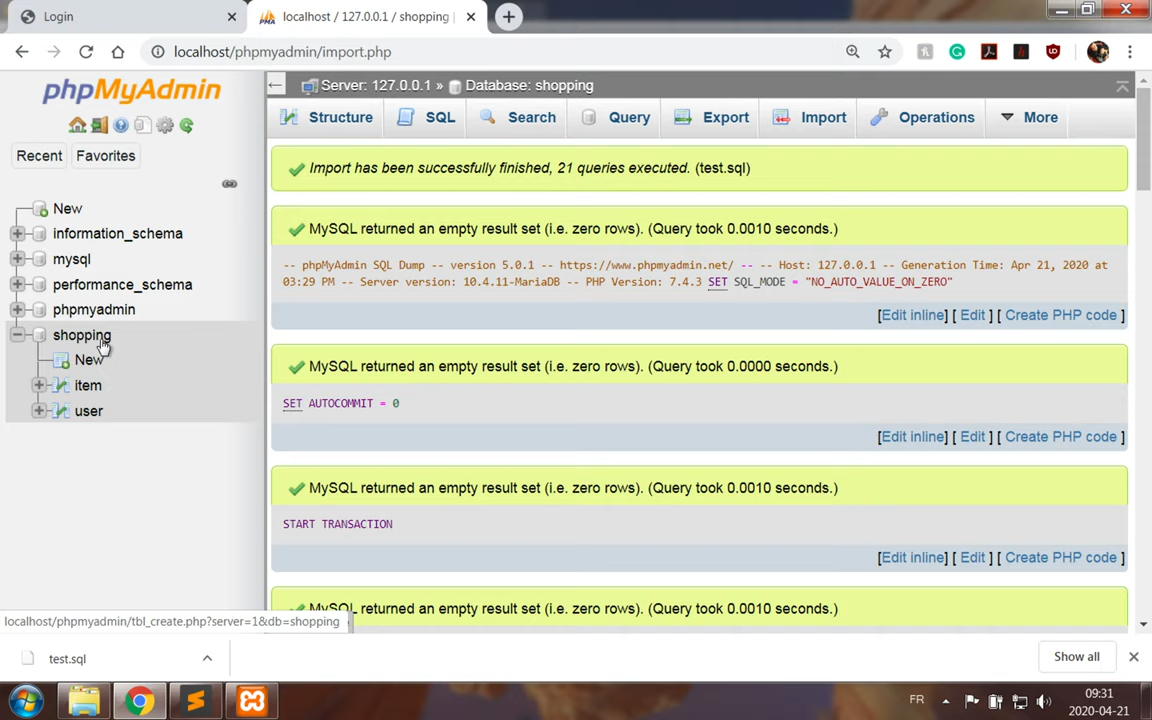 Login
localhost / 127.0.0.1 / shopping
localhost/phpmyadmin/import.php
phpMyAdmin
Recent
Favorites
New
information_schema
mysql
performance_schema
phpmyadmin
shopping
New
item
user
Server: 127.0.0.1 » Database: shopping
Structure
SQL
Search
Query
Export
Import
Operations
More
Import has been successfully finished, 21 queries executed. (test.sql)
MySQL returned an empty result set (i.e. zero rows). (Query took 0.0010 seconds.)
-- phpMyAdmin SQL Dump -- version 5.0.1 -- https://www.phpmyadmin.net/ -- -- Host: 127.0.0.1 -- Generation Time: Apr 21, 2020 at
03:29 PM -- Server version: 10.4.11-MariaDB -- PHP Version: 7.4.3 SET SQL_MODE = "NO_AUTO_VALUE_ON_ZERO"
[Edit inline] [ Edit ] [ Create PHP code ]
MySQL returned an empty result set (i.e. zero rows). (Query took 0.0000 seconds.)
SET AUTOCOMMIT = 0
[Edit inline] [ Edit ] [ Create PHP code ]
MySQL returned an empty result set (i.e. zero rows). (Query took 0.0010 seconds.)
START TRANSACTION
[Edit inline] [ Edit ] [ Create PHP code ]
MySQL returned an empty result set (i.e. zero rows). (Query took 0.0010 seconds.)
localhost/phpmyadmin/tbl_create.php?server=1&db=shopping
test.sql
Show all
FR
09:31
2020-04-21